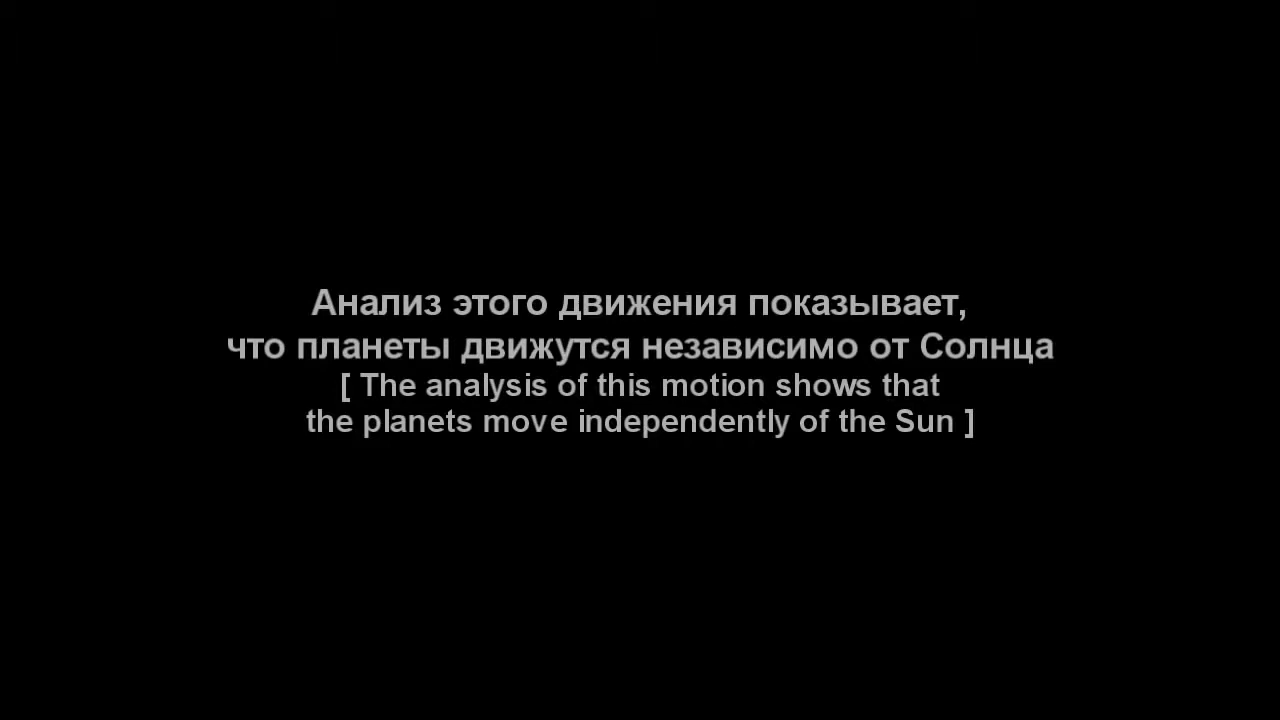 Анализ этого движения показывает,
что планеты движутся независимо от Солнца
[ The analysis of this motion shows that
the planets move independently of the Sun ]